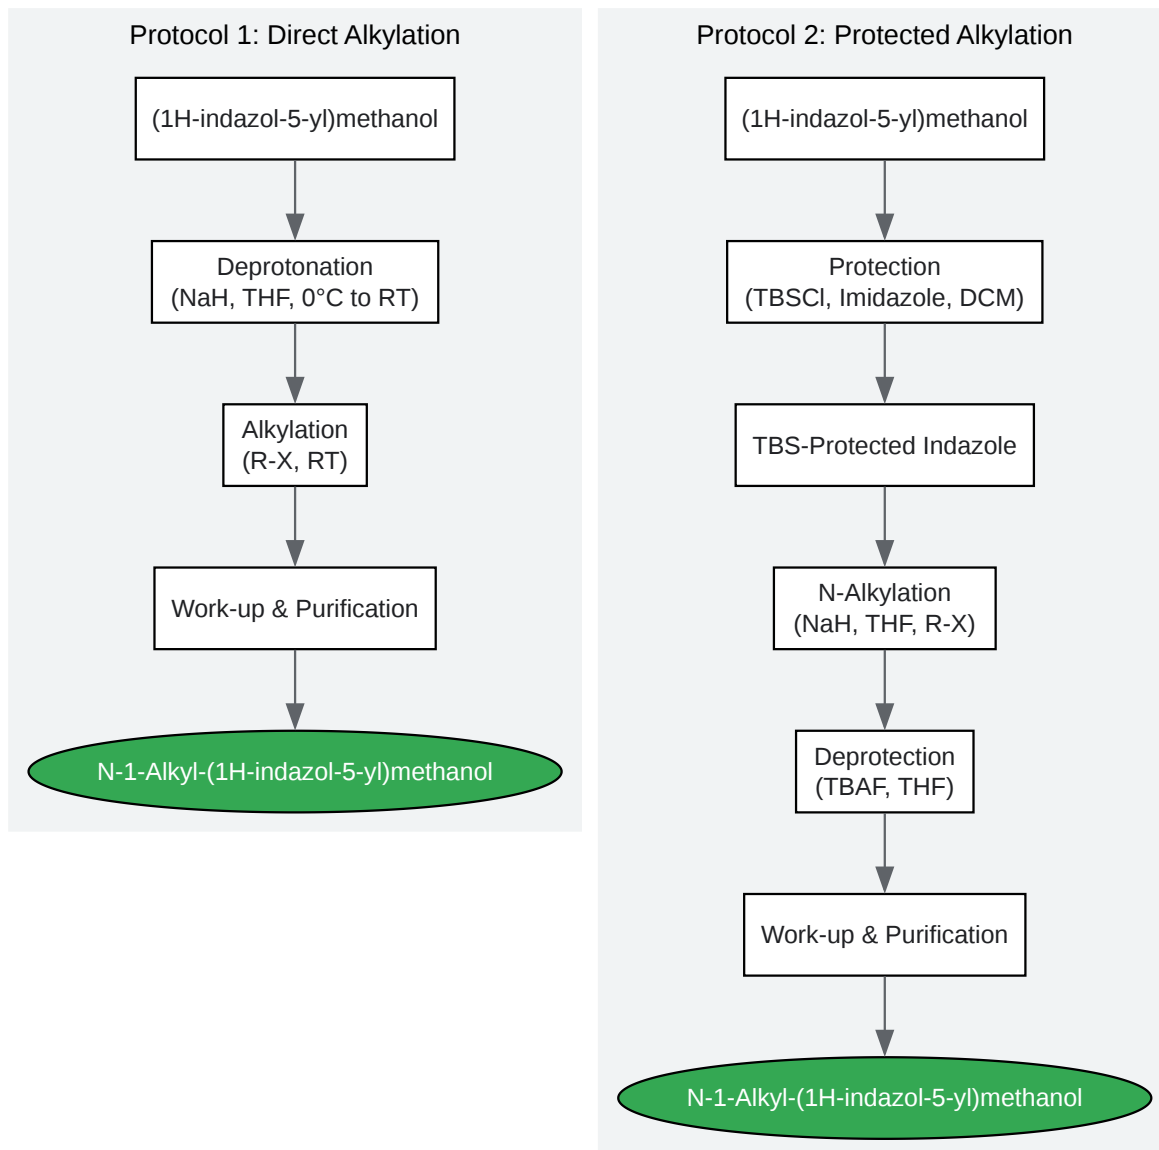 Protocol 1: Direct Alkylation
(1H-indazol-5-yl)methanol
Deprotonation
(NaH, THF, 0°C to RT)
Alkylation
(R-X, RT)
Work-up & Purification
N-1-Alkyl-(1H-indazol-5-yl)methanol
Protocol 2: Protected Alkylation
(1H-indazol-5-yl)methanol
Protection
(TBSCl, Imidazole, DCM)
TBS-Protected Indazole
N-Alkylation
(NaH, THF, R-X)
Deprotection
(TBAF, THF)
Work-up & Purification
N-1-Alkyl-(1H-indazol-5-yl)methanol